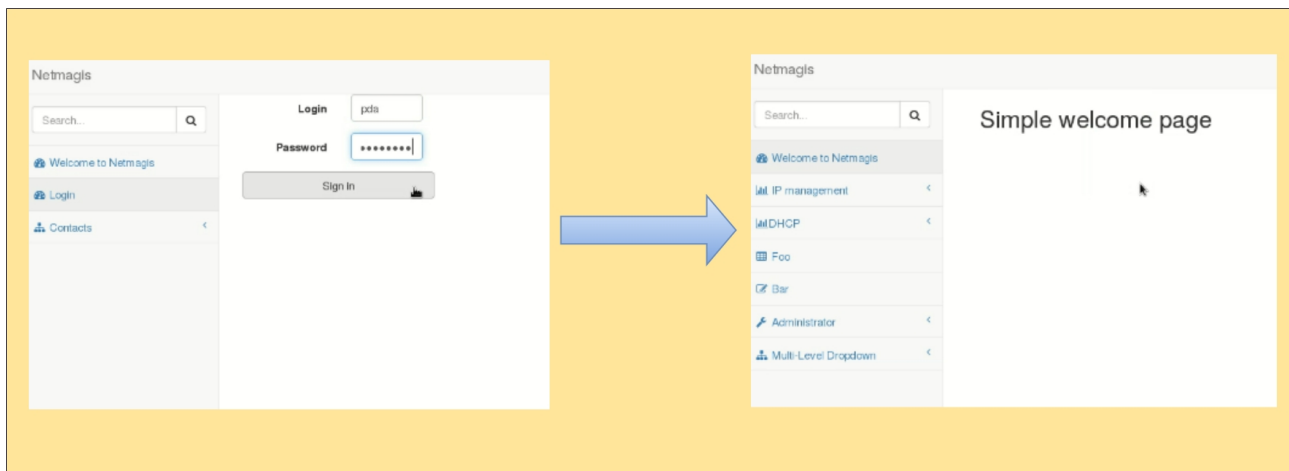 Netmagis
Search...
Welcome to Netmagis
Login
Contacts
Login pda
Password ••••••••
Sign in
Netmagis
Search...
Welcome to Netmagis
IP management
DHCP
Foo
Bar
Administrator
Multi-Level Dropdown
Simple welcome page